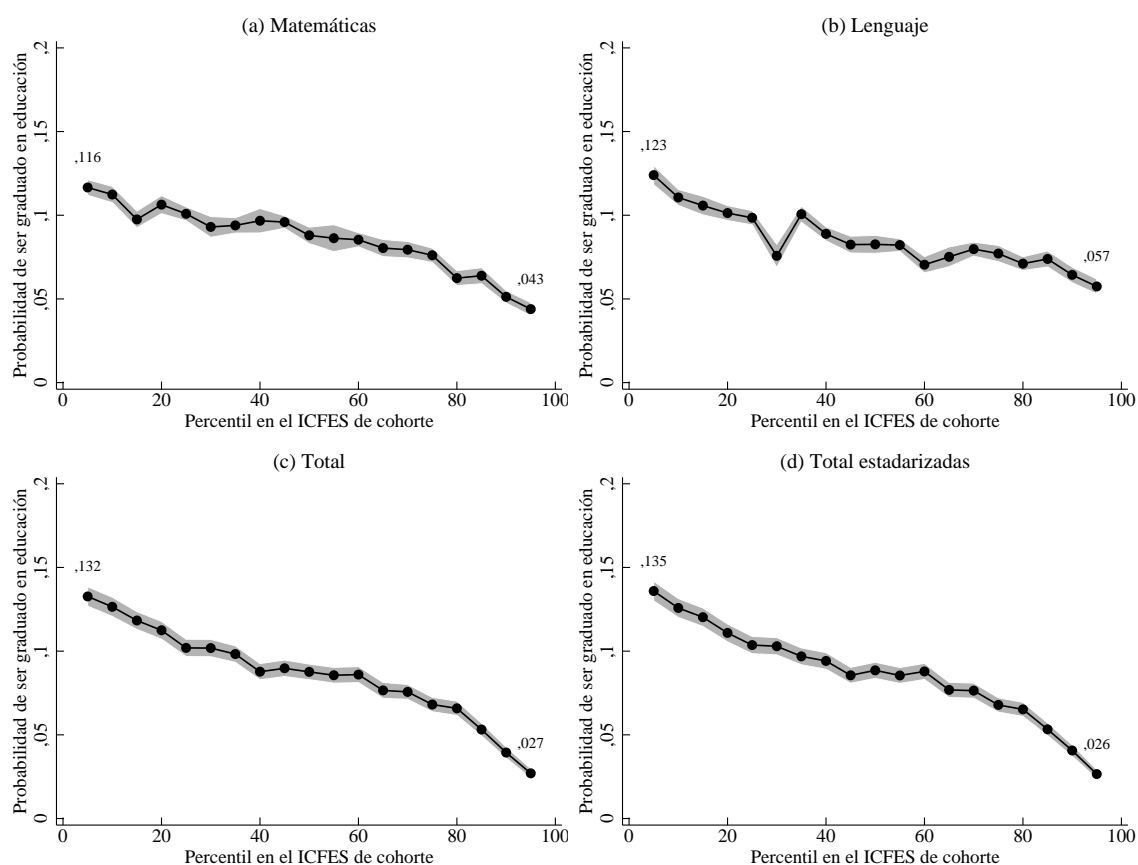 (a) Matemáticas
Probabilidad de ser graduado en educación
,2
,15
,1
,05
0
,116
,043
0 20 40 60 80 100
Percentil en el ICFES de cohorte
(b) Lenguaje
Probabilidad de ser graduado en educación
,2
,15
,1
,05
0
,123
,057
0 20 40 60 80 100
Percentil en el ICFES de cohorte
(c) Total
Probabilidad de ser graduado en educación
,2
,15
,1
,05
0
,132
,027
0 20 40 60 80 100
Percentil en el ICFES de cohorte
(d) Total estadarizadas
Probabilidad de ser graduado en educación
,2
,15
,1
,05
0
,135
,026
0 20 40 60 80 100
Percentil en el ICFES de cohorte